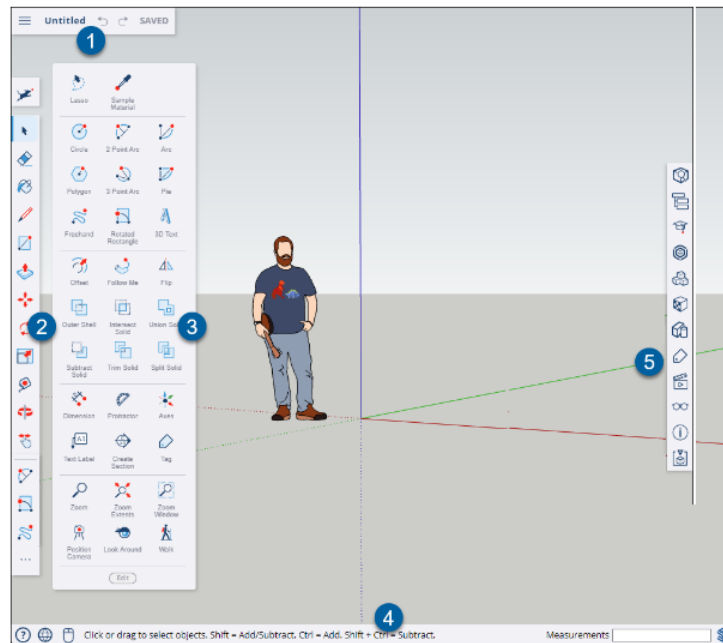 Untitled SAVED
1
Lasso Sample Material
Circle 2 Point Arc Arc
Polygon 3 Point Arc Pie
Freehand Rotated Rectangle 3D Text
Offset Follow Me Flip
2
Outer Shell Intersect Solid Union Solid
3
Subtract Solid Trim Solid Split Solid
5
Dimension Protractor Axes
A1
Text Label Create Section Tag
Zoom Zoom Extents Zoom Window
Position Camera Look Around Walk
Edit
4
Click or drag to select objects. Shift = Add/Subtract. Ctrl = Add. Shift + Ctrl = Subtract. Measurements